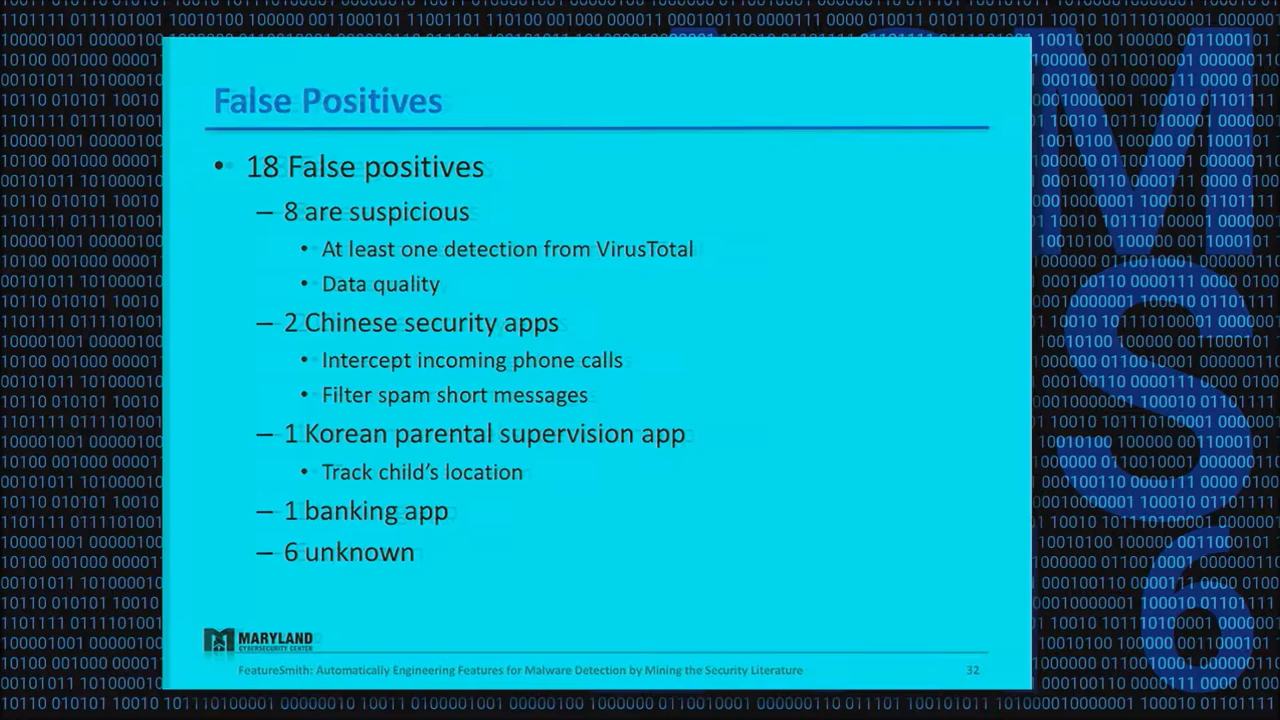 False Positives
• 18 False positives
– 8 are suspicious
• At least one detection from VirusTotal
• Data quality
– 2 Chinese security apps
• Intercept incoming phone calls
• Filter spam short messages
– 1 Korean parental supervision app
• Track child's location
– 1 banking app
– 6 unknown
MARYLAND
CYBERSECURITY CENTER
FeatureSmith: Automatically Engineering Features for Malware Detection by Mining the Security Literature
32